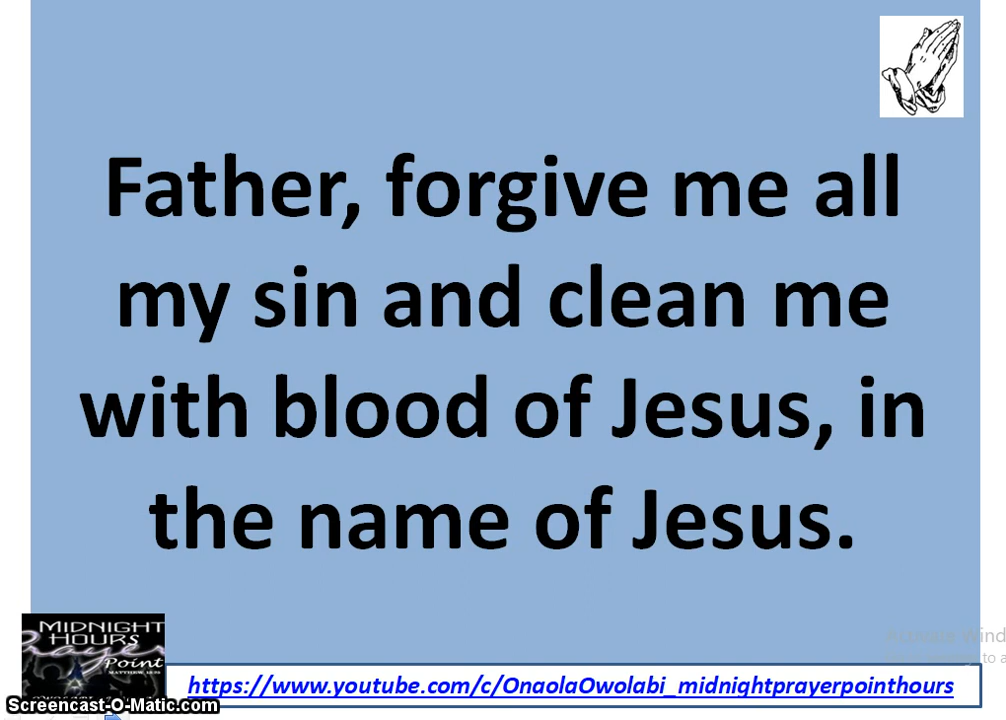 Father, forgive me all
my sin and clean me
with blood of Jesus, in
the name of Jesus.
MIDNIGHT
HOURS
Prayer
Point
https://www.youtube.com/c/OnaolaOwolabi_midnightprayerpointhours
Screencast-O-Matic.com